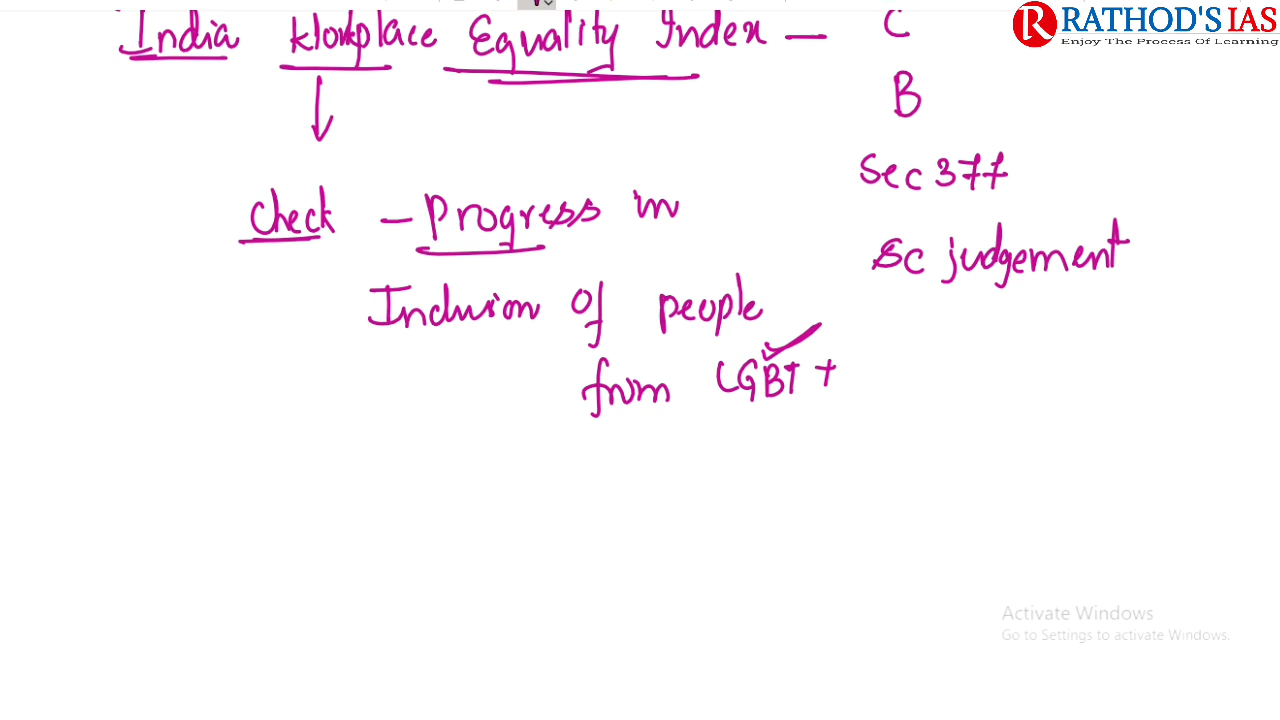 India Workplace Equality Index - C
B
Sec 377
SC judgement
Check - Progress in
Inclusion of people
from LGBT +
RATHOD'S IAS
Enjoy The Process Of Learning
Activate Windows
Go to Settings to activate Windows.